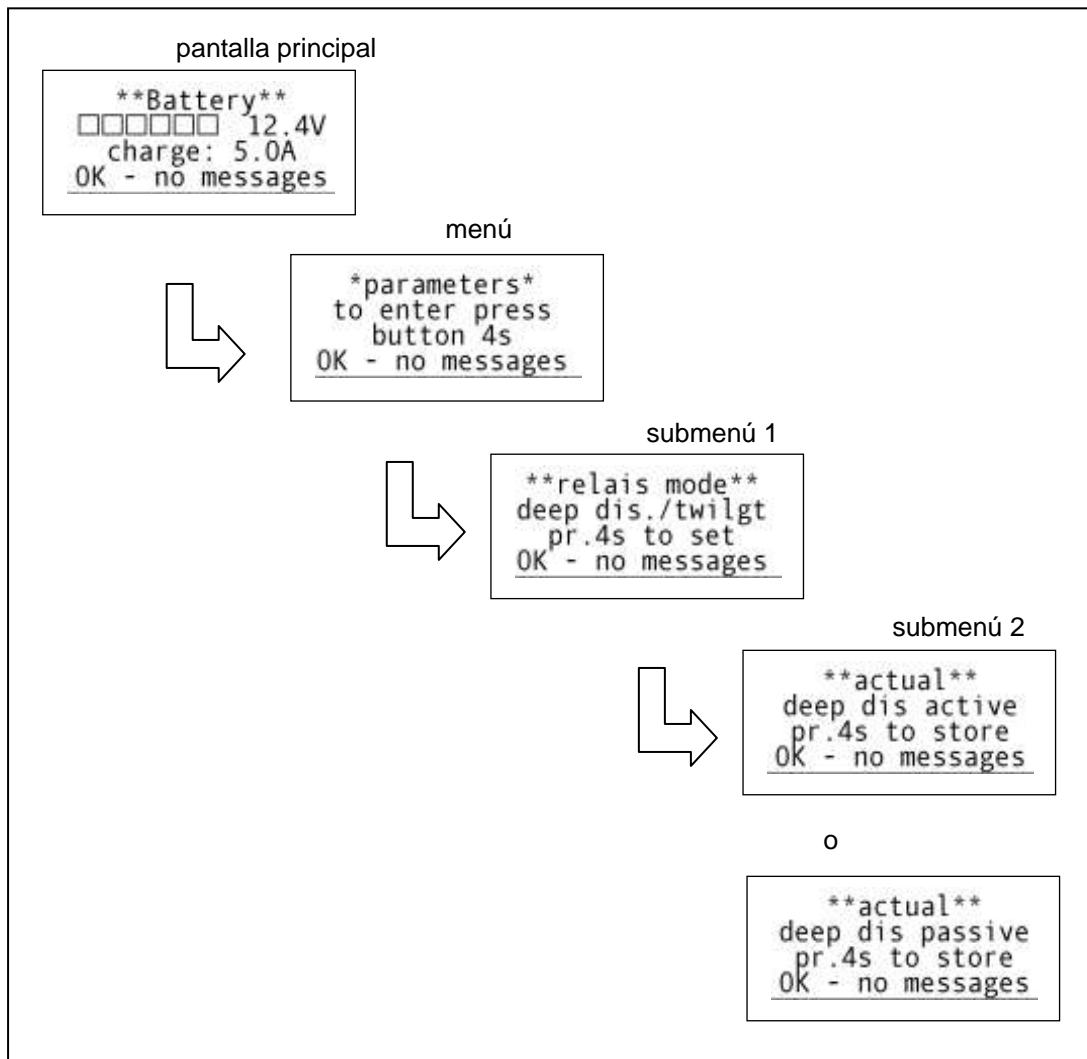 pantalla principal
**Battery**
□□□□□□ 12.4V
charge: 5.0A
OK - no messages
menú
*parameters*
to enter press
button 4s
OK - no messages
submenú 1
**relais mode**
deep dis./twilgt
pr.4s to set
OK - no messages
submenú 2
**actual**
deep dis active
pr.4s to store
OK - no messages
o
**actual**
deep dis passive
pr.4s to store
OK - no messages